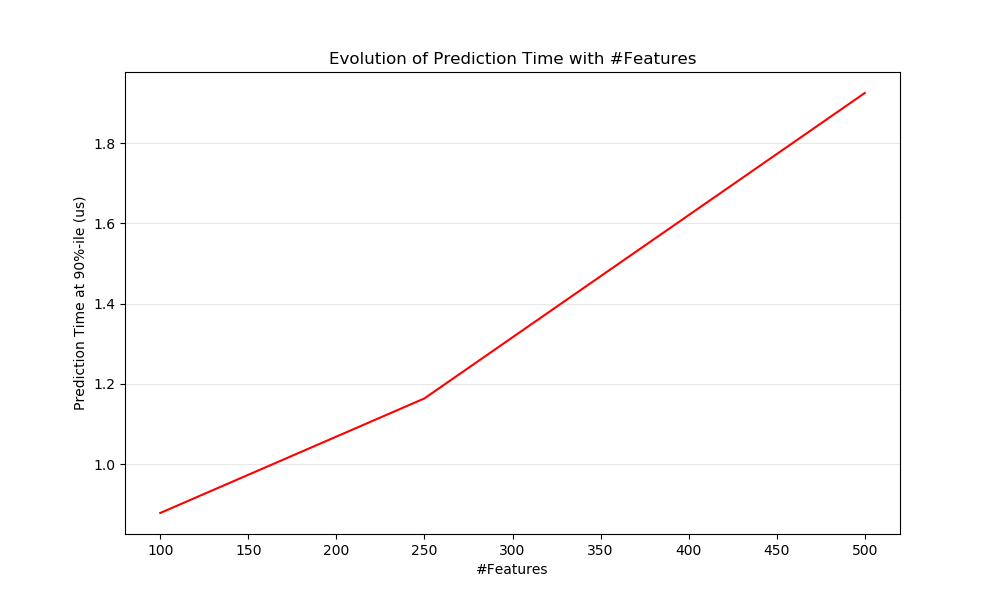 Evolution of Prediction Time with #Features
Prediction Time at 90%-ile (us)
1.8
1.6
1.4
1.2
1.0
100 150 200 250 300 350 400 450 500
#Features